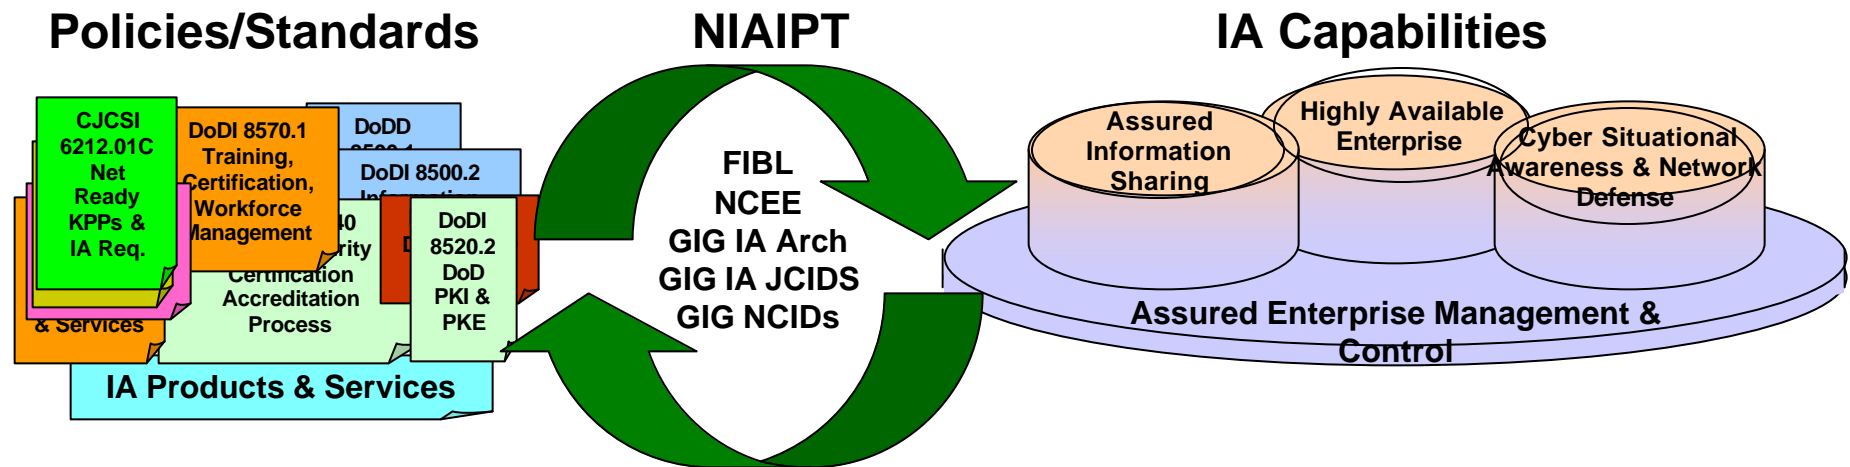 Policies/Standards
NIAIPT
IA Capabilities
CJCSI
6212.01C
Net
Ready
KPPs &
IA Req.
DoDI 8570.1
Training,
Certification,
Workforce
Management
DoDD
DoDI 8500.2
Information
40
rity
Certification
Accreditation
Process
DoDI
8520.2
DoD
PKI &
PKE
& Services
IA Products & Services
FIBL
NCEE
GIG IA Arch
GIG IA JCIDS
GIG NCIDs
Assured
Information
Sharing
Highly Available
Enterprise
Cyber Situational
Awareness & Network
Defense
Assured Enterprise Management &
Control